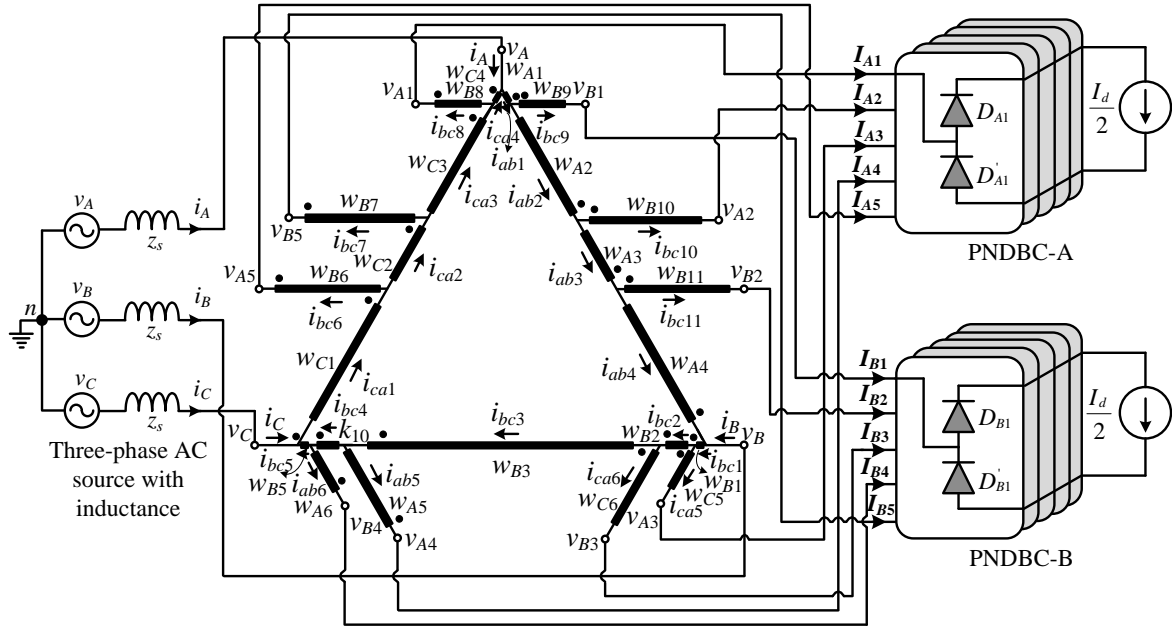 v_A
i_A
w_C4
w_A1
v_A1
w_B8
w_B9
v_B1
i_bc8
i_ca4
i_bc9
i_ab1
w_C3
w_A2
i_ca3
i_ab2
w_B7
w_B10
v_B5
v_A2
i_bc7
i_bc10
w_C2
w_A3
i_ca2
i_ab3
v_A5
w_B6
w_B11
v_B2
i_bc6
i_bc11
w_C1
w_A4
i_ca1
i_ab4
i_bc4
i_bc3
i_bc2
i_C
k_10
w_B2
i_B
v_C
v_B
i_bc5
w_B3
i_bc1
w_B5
i_ab6
i_ab5
i_ca6
w_C5
w_B1
w_A6
w_A5
w_C6
i_ca5
v_B4
v_A4
v_A3
v_B3
v_A
i_A
z_s
n
v_B
i_B
z_s
v_C
i_C
z_s
Three-phase AC
source with
inductance
I_A1
I_A2
I_A3
I_A4
I_A5
D_A1
D'_A1
I_d/2
PNDBC-A
I_B1
I_B2
I_B3
I_B4
I_B5
D_B1
D'_B1
I_d/2
PNDBC-B